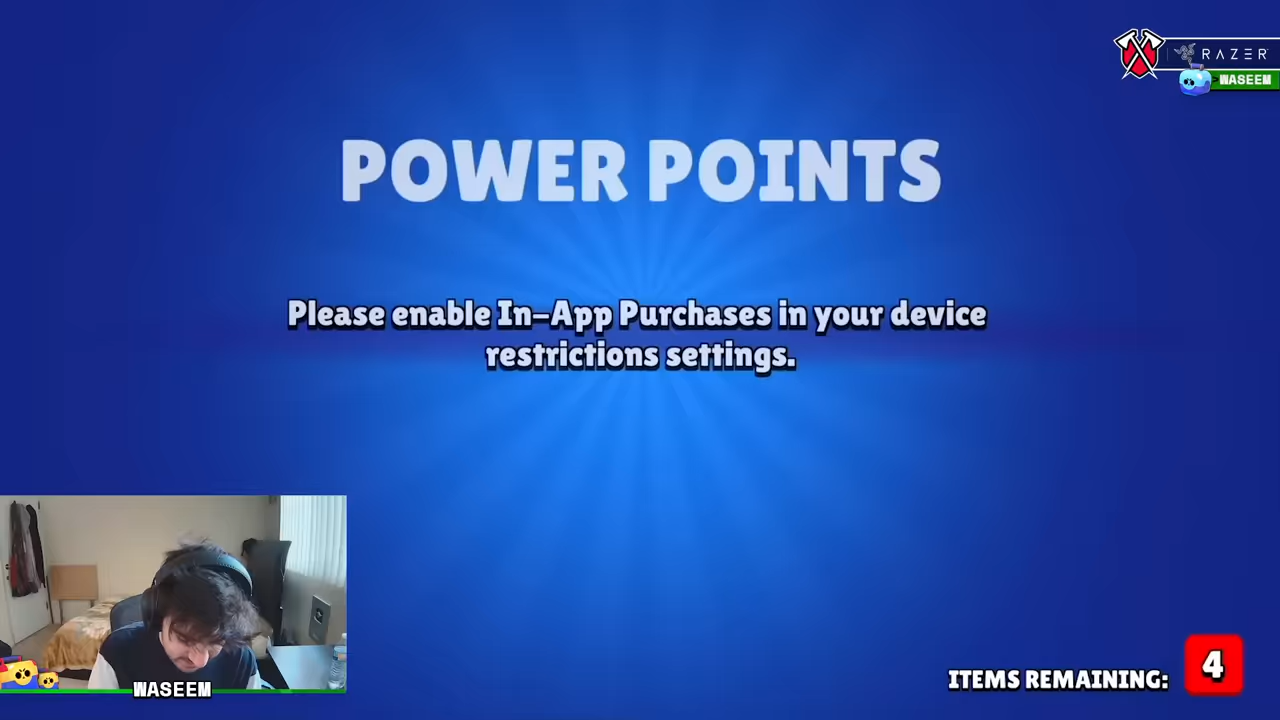 RAZER
WASEEM
POWER POINTS
Please enable In-App Purchases in your device
restrictions settings.
WASEEM
ITEMS REMAINING: 4